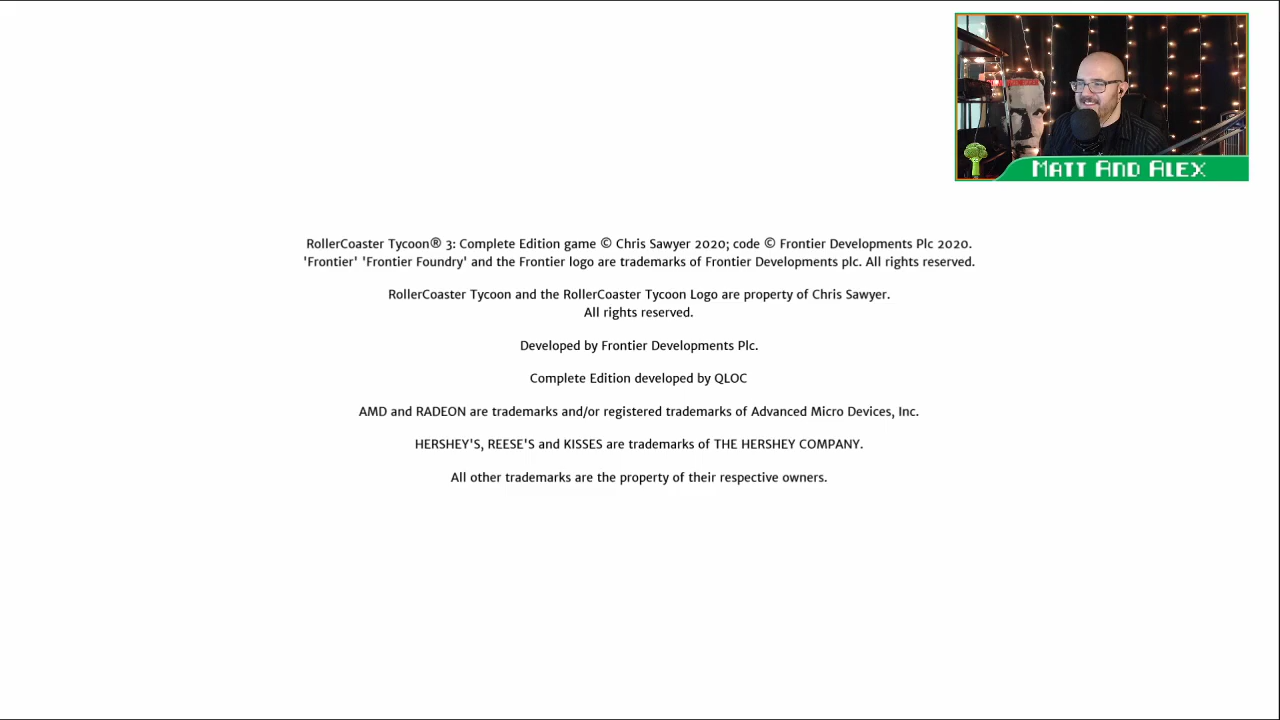 MATT AND ALEX
RollerCoaster Tycoon® 3: Complete Edition game © Chris Sawyer 2020; code © Frontier Developments Plc 2020.
'Frontier' 'Frontier Foundry' and the Frontier logo are trademarks of Frontier Developments plc. All rights reserved.
RollerCoaster Tycoon and the RollerCoaster Tycoon Logo are property of Chris Sawyer.
All rights reserved.
Developed by Frontier Developments Plc.
Complete Edition developed by QLOC
AMD and RADEON are trademarks and/or registered trademarks of Advanced Micro Devices, Inc.
HERSHEY'S, REESE'S and KISSES are trademarks of THE HERSHEY COMPANY.
All other trademarks are the property of their respective owners.